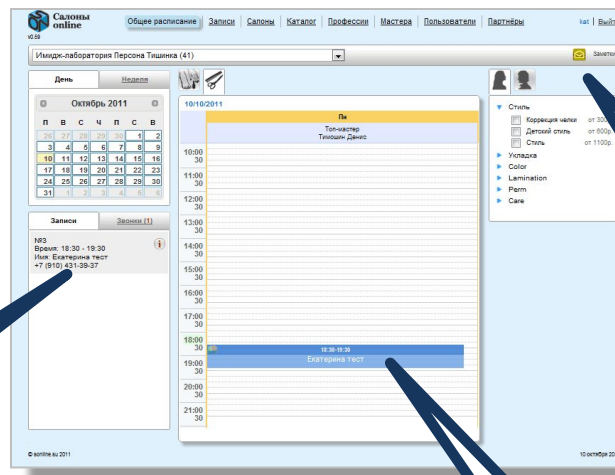 Салоны
online
v0.59
Общее расписание Записи Салоны Каталог Профессии Мастера Пользователи Партнёры
kat
Имидж-лаборатория Персона Тишинка (41)
День Неделя
Октябрь 2011
П В С Ч П С В
26 27 28 29 30 1 2
3 4 5 6 7 8 9
10 11 12 13 14 15 16
17 18 19 20 21 22 23
24 25 26 27 28 29 30
31 1 2 3 4 5 6
Записи Звонки (1)
№3
Время: 18:30 - 19:30
Имя: Екатерина тест
+7 (910) 431-39-37
10/10/2011
Пн
Топ-мастер
Тимошин Денис
10:00
30
11:00
30
12:00
30
13:00
30
14:00
30
15:00
30
16:00
30
17:00
30
18:00
30
18:30-19:30
Екатерина тест
19:00
30
20:00
30
21:00
30
Стиль
Коррекция челки
Детский стиль от 800р.
Стиль от 1100р.
Укладка
Color
Lamination
Perm
Care
© sonline.su 2011
10 октября